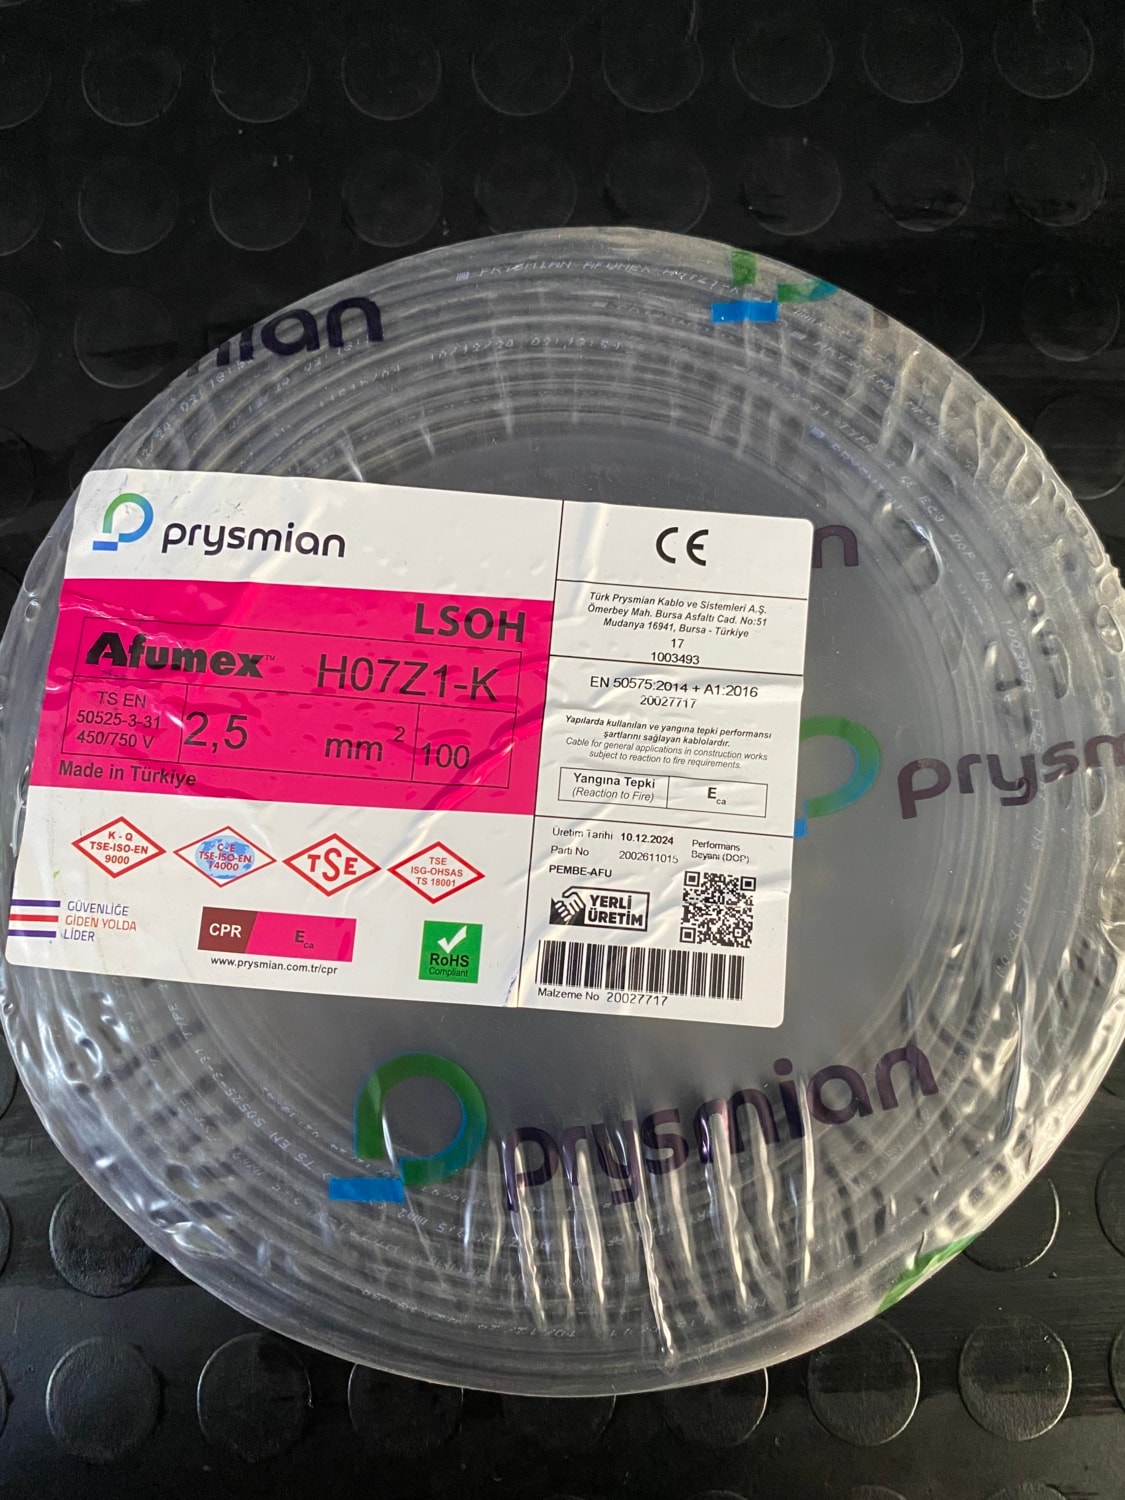 PRYSMIAN AFUMEX H07Z1-K
ian
prysmian
LSOH
Afumex™ H07Z1-K
TS EN
50525-3-31
450/750 V
2,5 mm²
100
Made in Türkiye
K - Q
TSE-ISO-EN
9000
Ç-E
TSE-ISO-EN
14000
TSE
TSE
ISG-OHSAS
TS 18001
GÜVENLİĞE
GİDEN YOLDA
LİDER
CPR
Eca
www.prysmian.com.tr/cpr
RoHS
Compliant
CE
Türk Prysmian Kablo ve Sistemleri A.Ş.
Ömerbey Mah. Bursa Asfaltı Cad. No:51
Mudanya 16941, Bursa - Türkiye
17
1003493
EN 50575:2014 + A1:2016
20027717
Yapılarda kullanılan ve yangına tepki performansı
şartlarını sağlayan kablolardır.
Cable for general applications in construction works
subject to reaction to fire requirements.
Yangına Tepki
(Reaction to Fire)
Eca
Üretim Tarihi 10.12.2024
Parti No 2002611015
PEMBE-AFU
Performans
Beyanı (DOP)
YERLİ
ÜRETİM
Malzeme No 20027717
n
prysm
prysmian